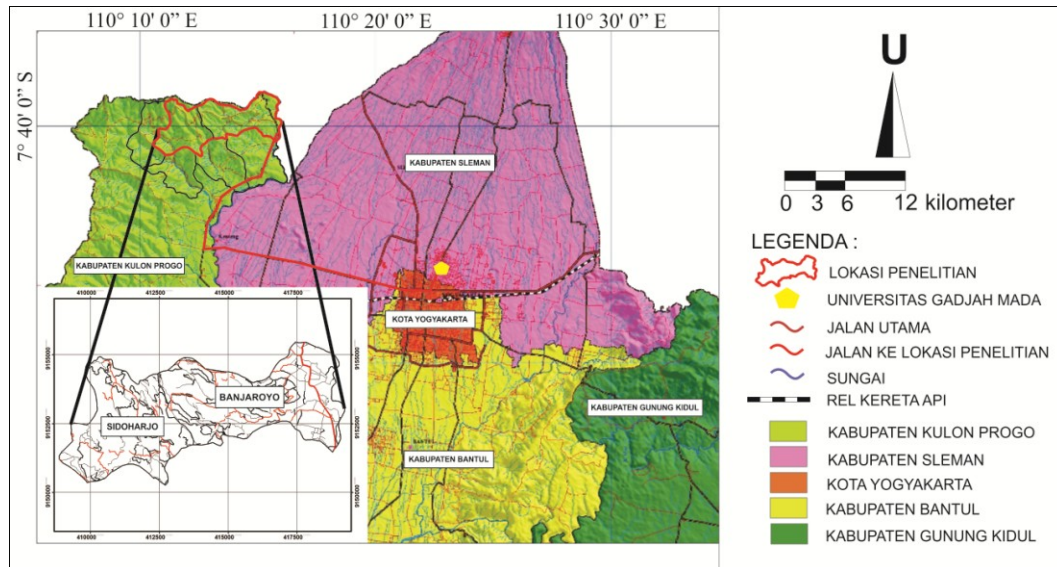 110° 10’ 0’’ E
110° 20’ 0’’ E
110° 30’ 0’’ E
7° 40’ 0’’ S
KABUPATEN SLEMAN
KABUPATEN KULON PROGO
KOTA YOGYAKARTA
KABUPATEN GUNUNG KIDUL
KABUPATEN BANTUL
410000 412500 415000 417500
9155000
9152500
9150000
BANJAROYO
SIDOHARJO
410000 412500 415000 417500
U
0 3 6 12 kilometer
LEGENDA :
LOKASI PENELITIAN
UNIVERSITAS GADJAH MADA
JALAN UTAMA
JALAN KE LOKASI PENELITIAN
SUNGAI
REL KERETA API
KABUPATEN KULON PROGO
KABUPATEN SLEMAN
KOTA YOGYAKARTA
KABUPATEN BANTUL
KABUPATEN GUNUNG KIDUL